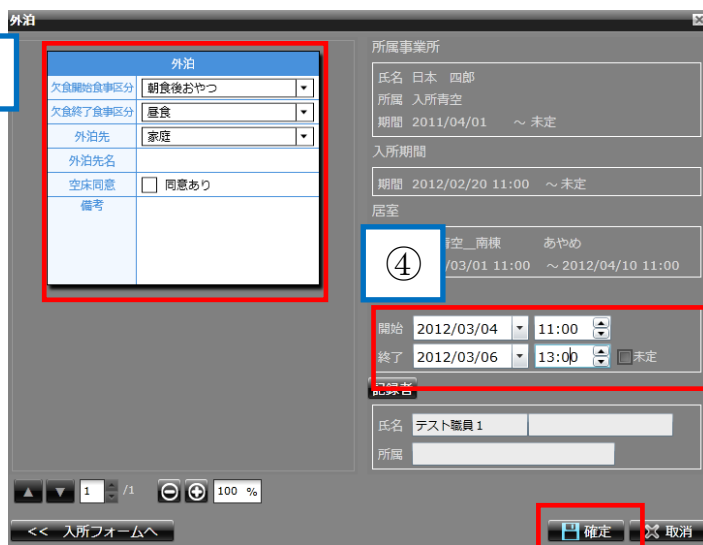 外泊
外泊
欠食開始食事区分 朝食後おやつ
欠食終了食事区分 昼食
外泊先 家庭
外泊先名
空床同意 同意あり
備考
所属事業所
氏名 日本 四郎
所属 入所青空
期間 2011/04/01 ～未定
入所期間
期間 2012/02/20 11:00 ～未定
居室
青空__南棟 あやめ
/03/01 11:00 ～2012/04/10 11:00
④
開始 2012/03/04 11:00
終了 2012/03/06 13:00 未定
記録者
氏名 テスト職員1
所属
1 /1 100 %
<< 入所フォームへ
確定 取消